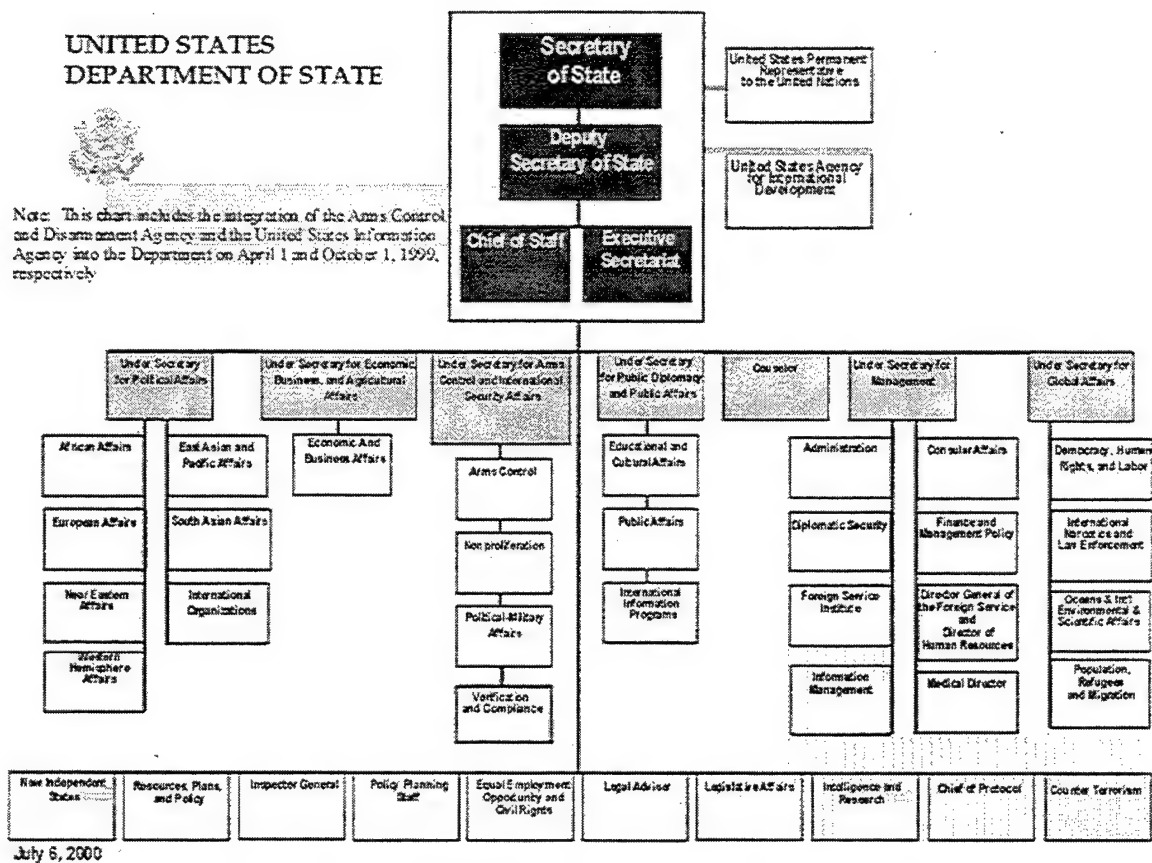 UNITED STATES
DEPARTMENT OF STATE
Note: This chart includes the integration of the Arms Control
and Disarmament Agency and the United States Information
Agency into the Department on April 1 and October 1, 1999,
respectively
Secretary
of State
Deputy
Secretary of State
Chief of Staff
Executive
Secretariat
United States Permanent
Representative
to the United Nations
United States Agency
for International
Development
Under Secretary
for Political Affairs
Under Secretary for Economic,
Business, and Agricultural
Affairs
Under Secretary for Arms
Control and International
Security Affairs
Under Secretary
for Public Diplomacy
and Public Affairs
Counselor
Under Secretary for
Management
Under Secretary for
Global Affairs
African Affairs
East Asian and
Pacific Affairs
European Affairs
South Asian Affairs
Near Eastern
Affairs
International
Organizations
Western
Hemisphere
Affairs
Economic And
Business Affairs
Arms Control
Nonproliferation
Political-Military
Affairs
Verification
and Compliance
Educational and
Cultural Affairs
Public Affairs
International
Information
Programs
Administration
Consular Affairs
Diplomatic Security
Finance and
Management Policy
Foreign Service
Institute
Director General of
the Foreign Service
and
Director of
Human Resources
Information
Management
Medical Director
Democracy, Human
Rights, and Labor
International
Narcotics and
Law Enforcement
Oceans & Int'l
Environmental &
Scientific Affairs
Population,
Refugees
and Migration
New Independent
States
Resources, Plans,
and Policy
Inspector General
Policy Planning
Staff
Equal Employment
Opportunity and
Civil Rights
Legal Adviser
Legislative Affairs
Intelligence and
Research
Chief of Protocol
Counter Terrorism
July 6, 2000